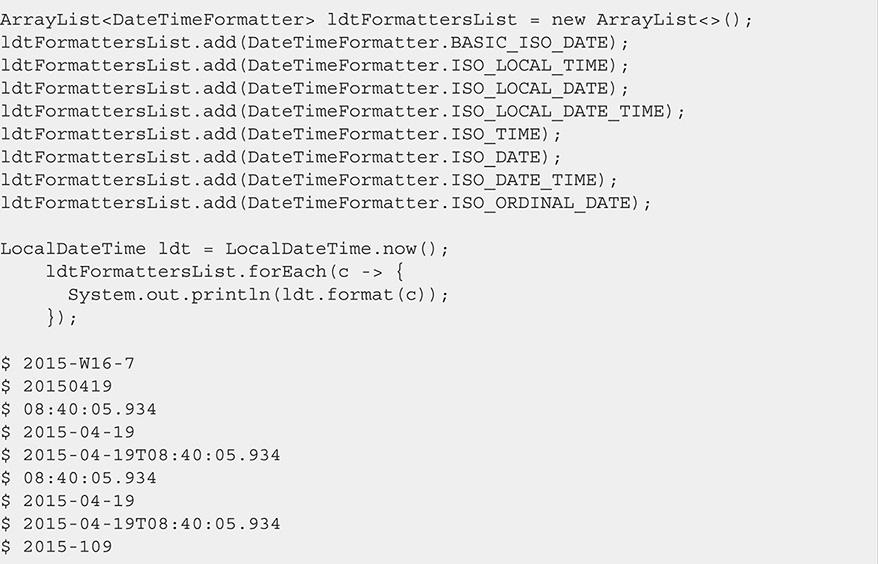 ArrayList<DateTimeFormatter> ldtFormattersList = new ArrayList<>();
ldtFormattersList.add(DateTimeFormatter.BASIC_ISO_DATE);
ldtFormattersList.add(DateTimeFormatter.ISO_LOCAL_TIME);
ldtFormattersList.add(DateTimeFormatter.ISO_LOCAL_DATE);
ldtFormattersList.add(DateTimeFormatter.ISO_LOCAL_DATE_TIME);
ldtFormattersList.add(DateTimeFormatter.ISO_TIME);
ldtFormattersList.add(DateTimeFormatter.ISO_DATE);
ldtFormattersList.add(DateTimeFormatter.ISO_DATE_TIME);
ldtFormattersList.add(DateTimeFormatter.ISO_ORDINAL_DATE);

LocalDateTime ldt = LocalDateTime.now();
    ldtFormattersList.forEach(c -> {
      System.out.println(ldt.format(c));
    });

$ 2015-W16-7
$ 20150419
$ 08:40:05.934
$ 2015-04-19
$ 2015-04-19T08:40:05.934
$ 08:40:05.934
$ 2015-04-19
$ 2015-04-19T08:40:05.934
$ 2015-109